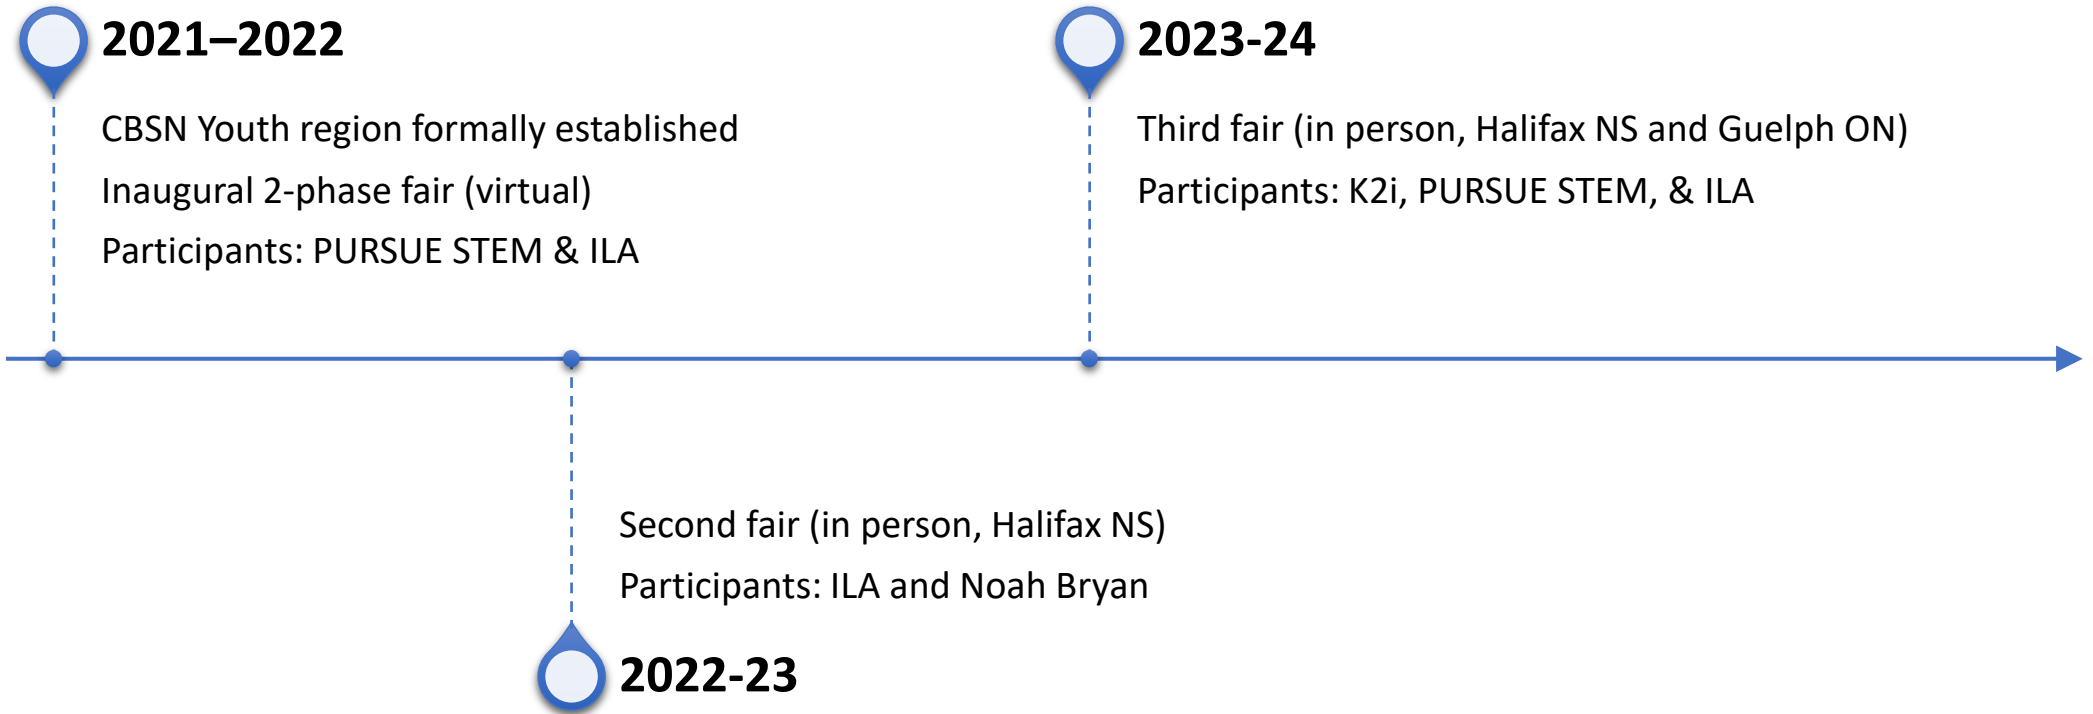 2021–2022
CBSN Youth region formally established
Inaugural 2-phase fair (virtual)
Participants: PURSUE STEM & ILA
2023-24
Third fair (in person, Halifax NS and Guelph ON)
Participants: K2i, PURSUE STEM, & ILA
Second fair (in person, Halifax NS)
Participants: ILA and Noah Bryan
2022-23